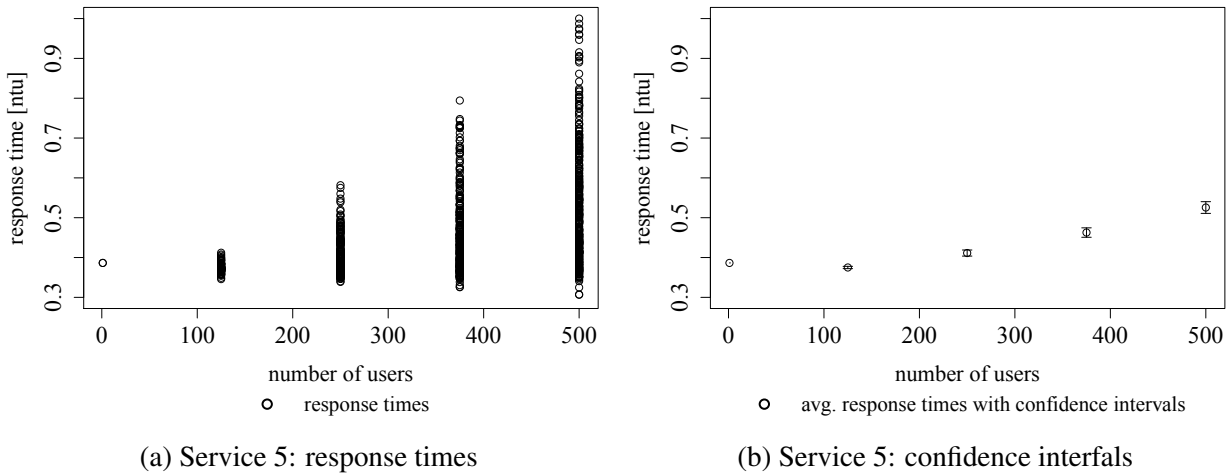 response time [ntu]
0.9
0.7
0.5
0.3
0 100 200 300 400 500
number of users
response times
(a) Service 5: response times
response time [ntu]
0.9
0.7
0.5
0.3
0 100 200 300 400 500
number of users
avg. response times with confidence intervals
(b) Service 5: confidence interfals